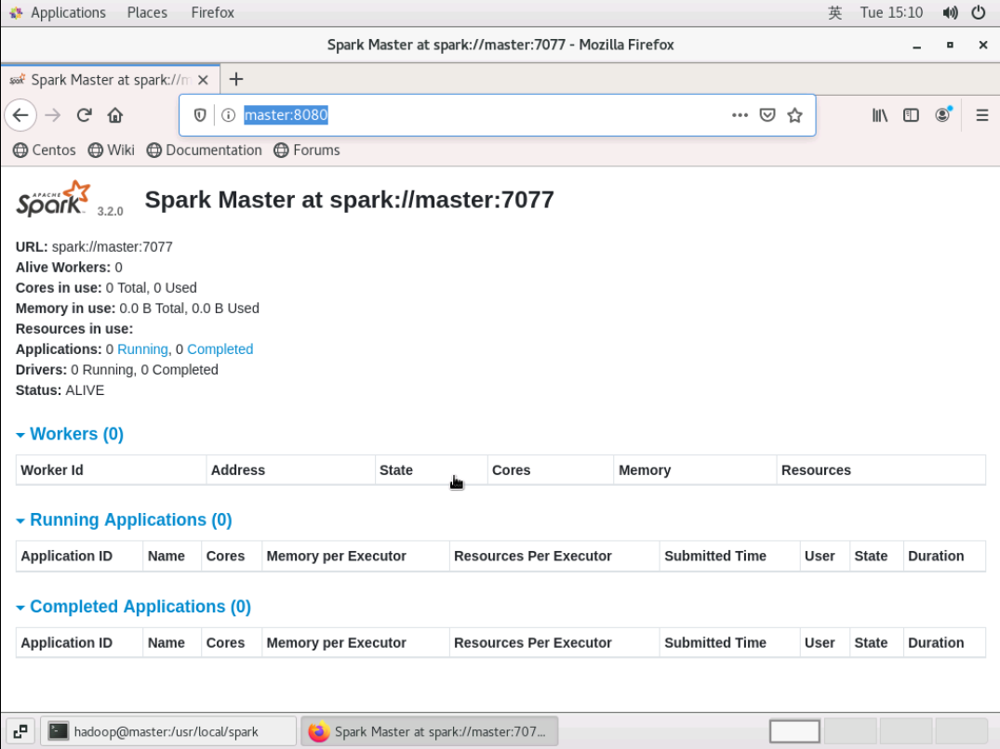 Applications Places Firefox 英 Tue 15:10
Spark Master at spark://master:7077 - Mozilla Firefox
Spark Master at spark://m
master:8080
Centos Wiki Documentation Forums
APACHE Spark 3.2.0 Spark Master at spark://master:7077
URL: spark://master:7077
Alive Workers: 0
Cores in use: 0 Total, 0 Used
Memory in use: 0.0 B Total, 0.0 B Used
Resources in use:
Applications: 0 Running, 0 Completed
Drivers: 0 Running, 0 Completed
Status: ALIVE
Workers (0)
Worker Id Address State Cores Memory Resources
Running Applications (0)
Application ID Name Cores Memory per Executor Resources Per Executor Submitted Time User State Duration
Completed Applications (0)
Application ID Name Cores Memory per Executor Resources Per Executor Submitted Time User State Duration
hadoop@master:/usr/local/spark Spark Master at spark://master:707...